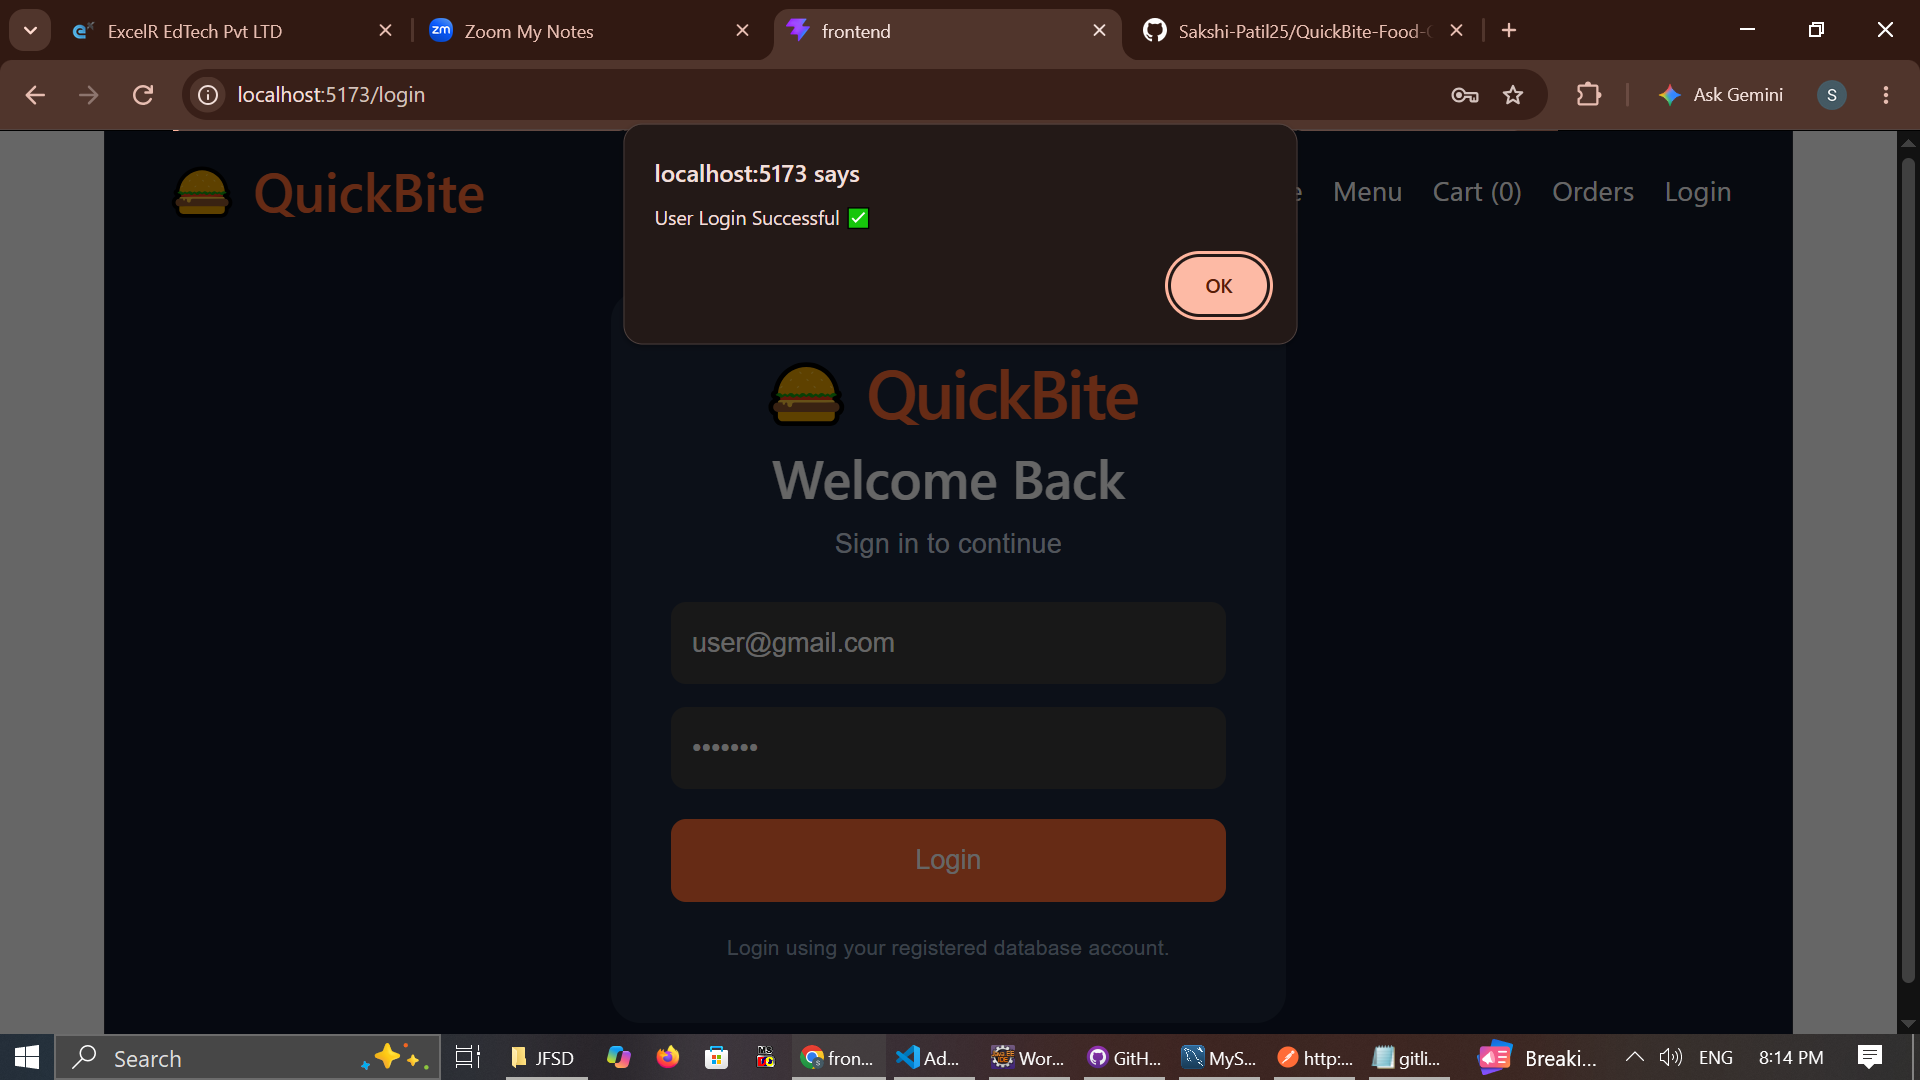 ExcelR EdTech Pvt LTD
zm Zoom My Notes
frontend
Sakshi-Patil25/QuickBite-Food-
localhost:5173/login
Ask Gemini
S
QuickBite
Menu
Cart (0)
Orders
Login
localhost:5173 says
User Login Successful ✅
OK
QuickBite
Welcome Back
Sign in to continue
user@gmail.com
•••••••
Login
Login using your registered database account.
Search
JFSD
fron...
Ad...
Wor...
GitH...
MyS...
http:...
gitli...
Breaki...
ENG
8:14 PM